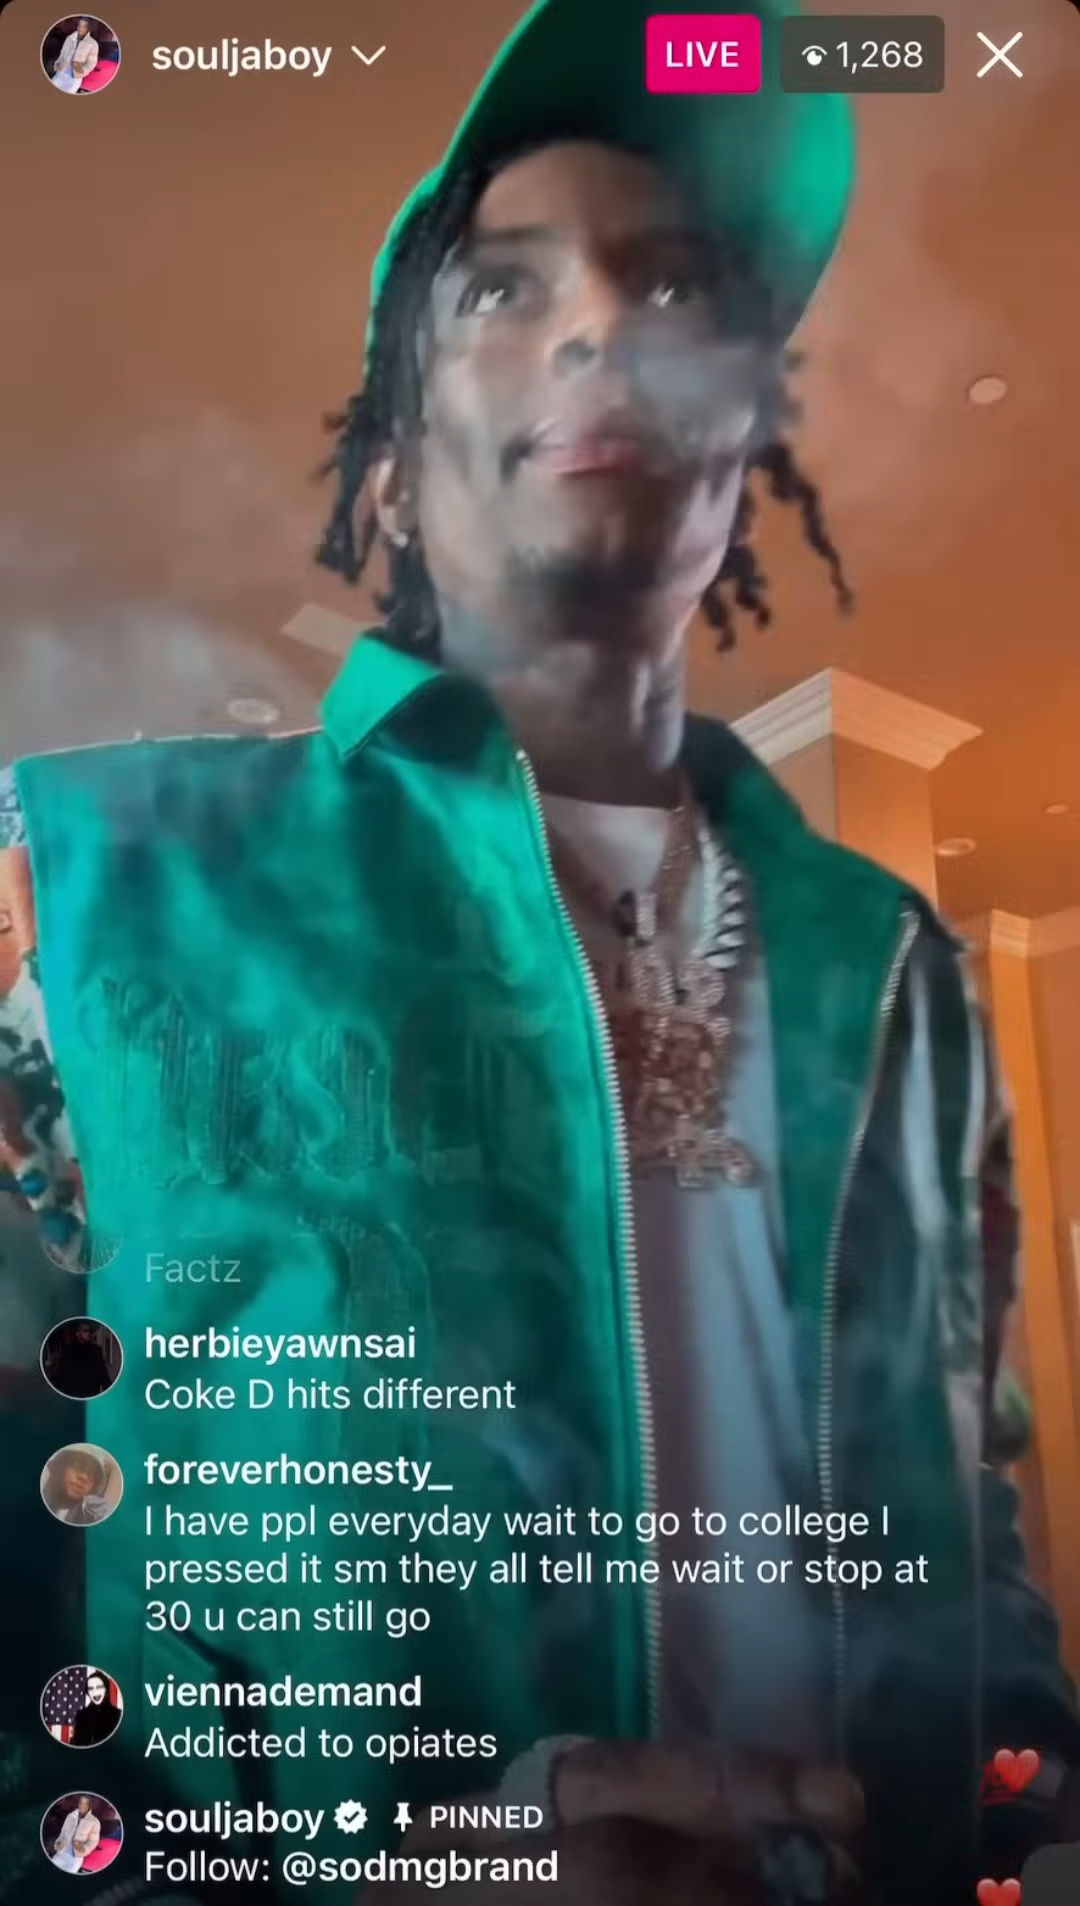 souljaboy
LIVE
1,268
Factz
herbieyawnsai
Coke D hits different
foreverhonesty_
I have ppl everyday wait to go to college I
pressed it sm they all tell me wait or stop at
30 u can still go
viennademand
Addicted to opiates
souljaboy PINNED
Follow: @sodmgbrand